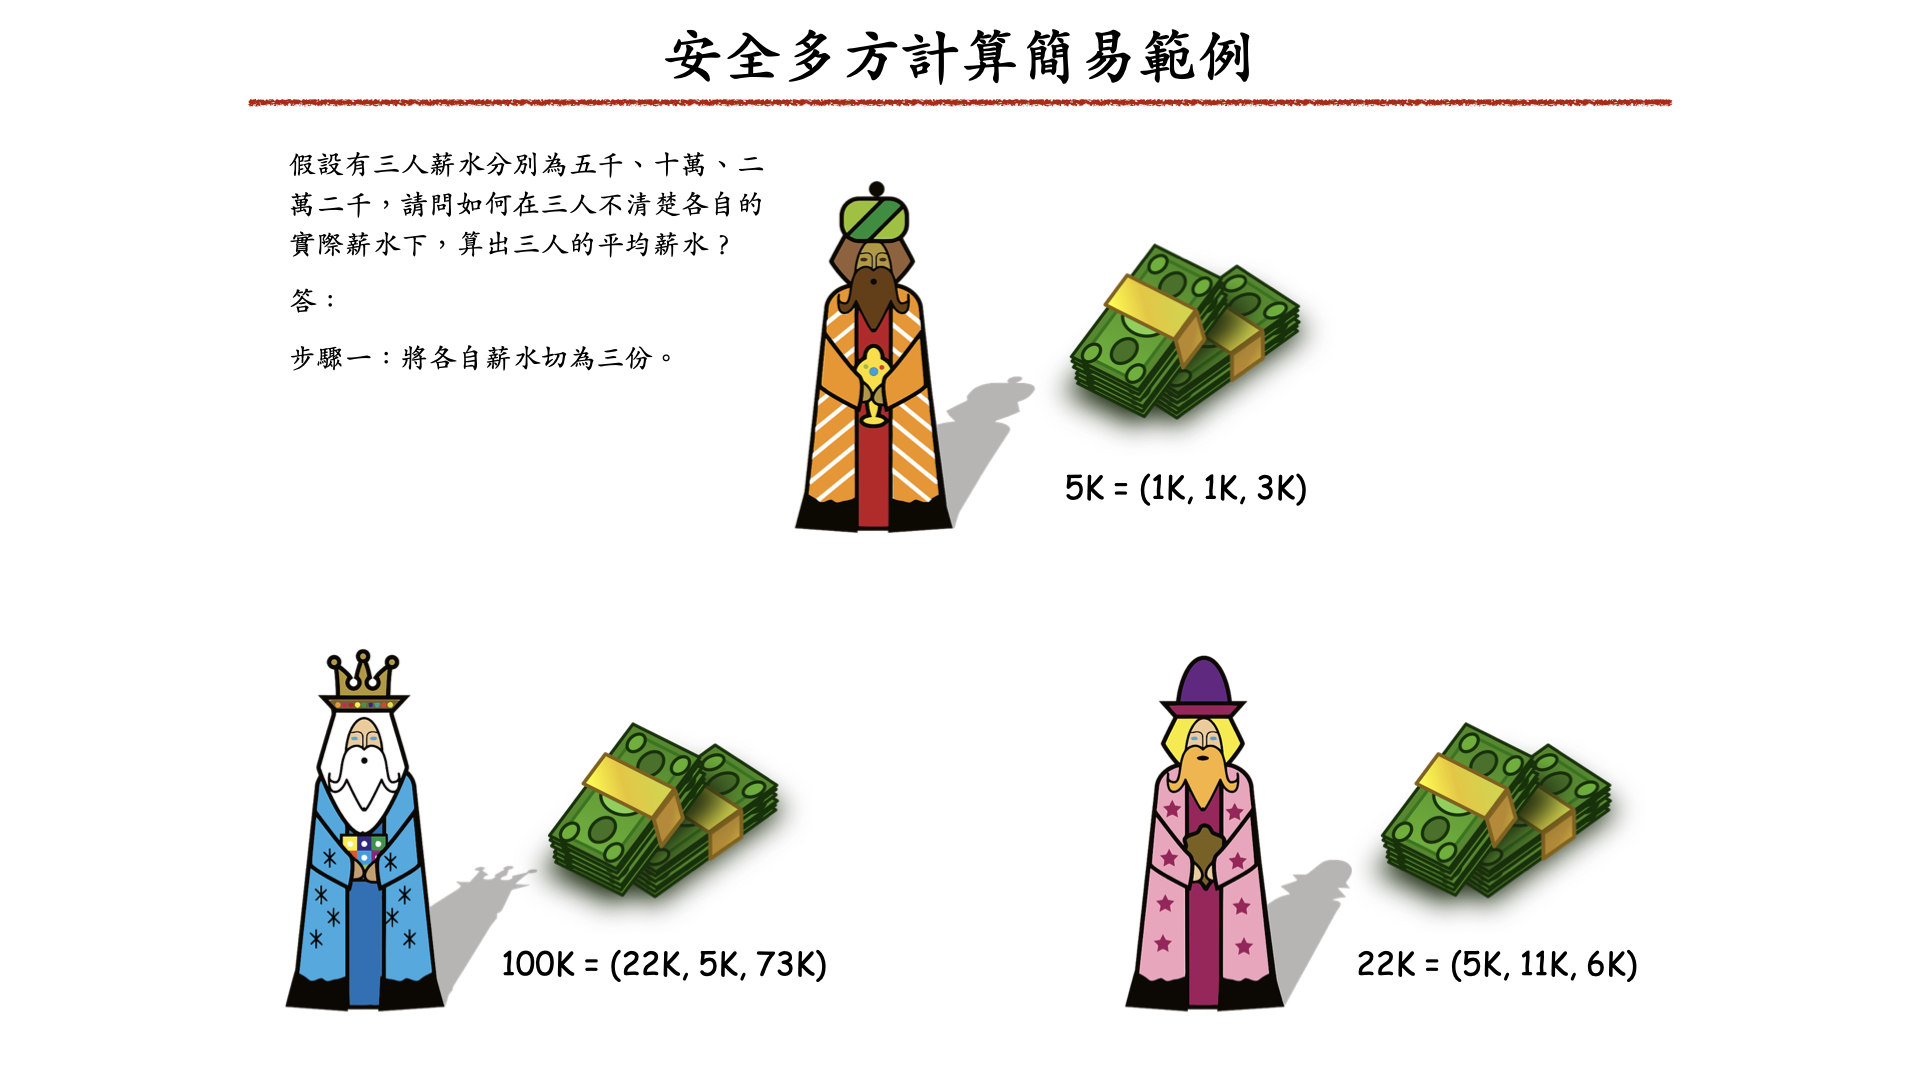 安全多方計算簡易範例
假設有三人薪水分別為五千、十萬、二
萬二千，請問如何在三人不清楚各自的
實際薪水下，算出三人的平均薪水？
答：
步驟一：將各自薪水切為三份。
5K = (1K, 1K, 3K)
100K = (22K, 5K, 73K)
22K = (5K, 11K, 6K)